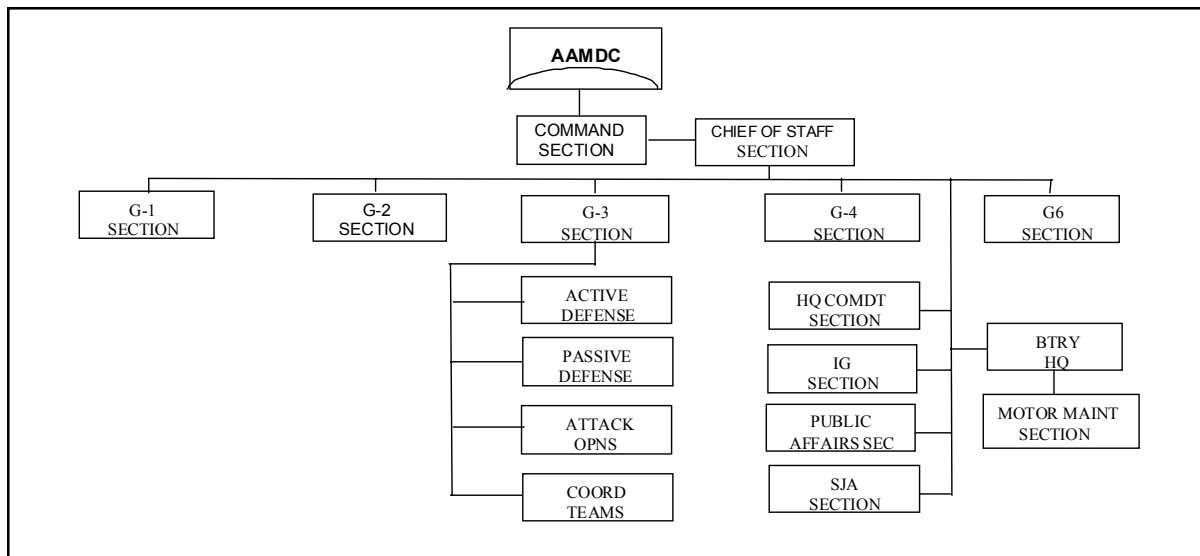 AAMDC
COMMAND
SECTION
CHIEF OF STAFF
SECTION
G-1
SECTION
G-2
SECTION
G-3
SECTION
G-4
SECTION
G6
SECTION
ACTIVE
DEFENSE
PASSIVE
DEFENSE
ATTACK
OPNS
COORD
TEAMS
HQ COMDT
SECTION
IG
SECTION
PUBLIC
AFFAIRS SEC
SJA
SECTION
BTRY
HQ
MOTOR MAINT
SECTION